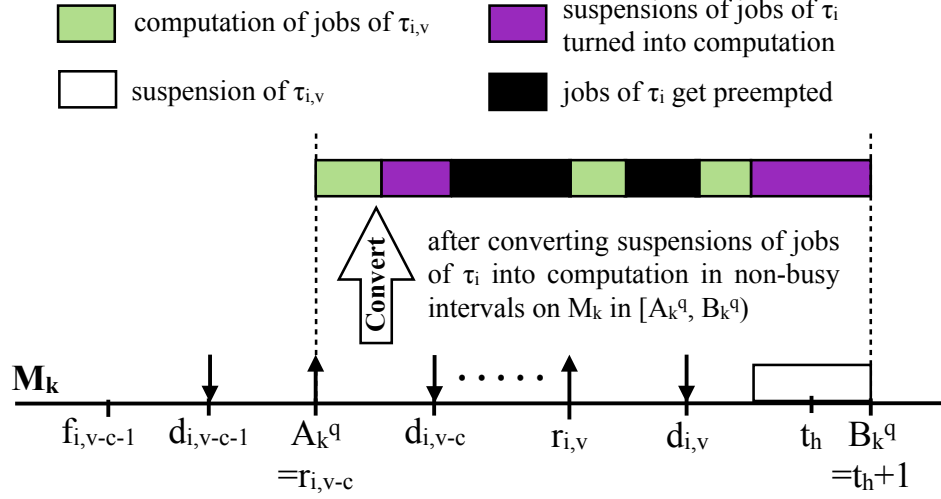 computation of jobs of τi,v
suspensions of jobs of τi
turned into computation
suspension of τi,v
jobs of τi get preempted
Convert
after converting suspensions of jobs
of τi into computation in non-busy
intervals on Mk in [Akq, Bkq)
Mk
fi,v-c-1 di,v-c-1 Akq di,v-c ri,v di,v th Bkq
=ri,v-c =th+1